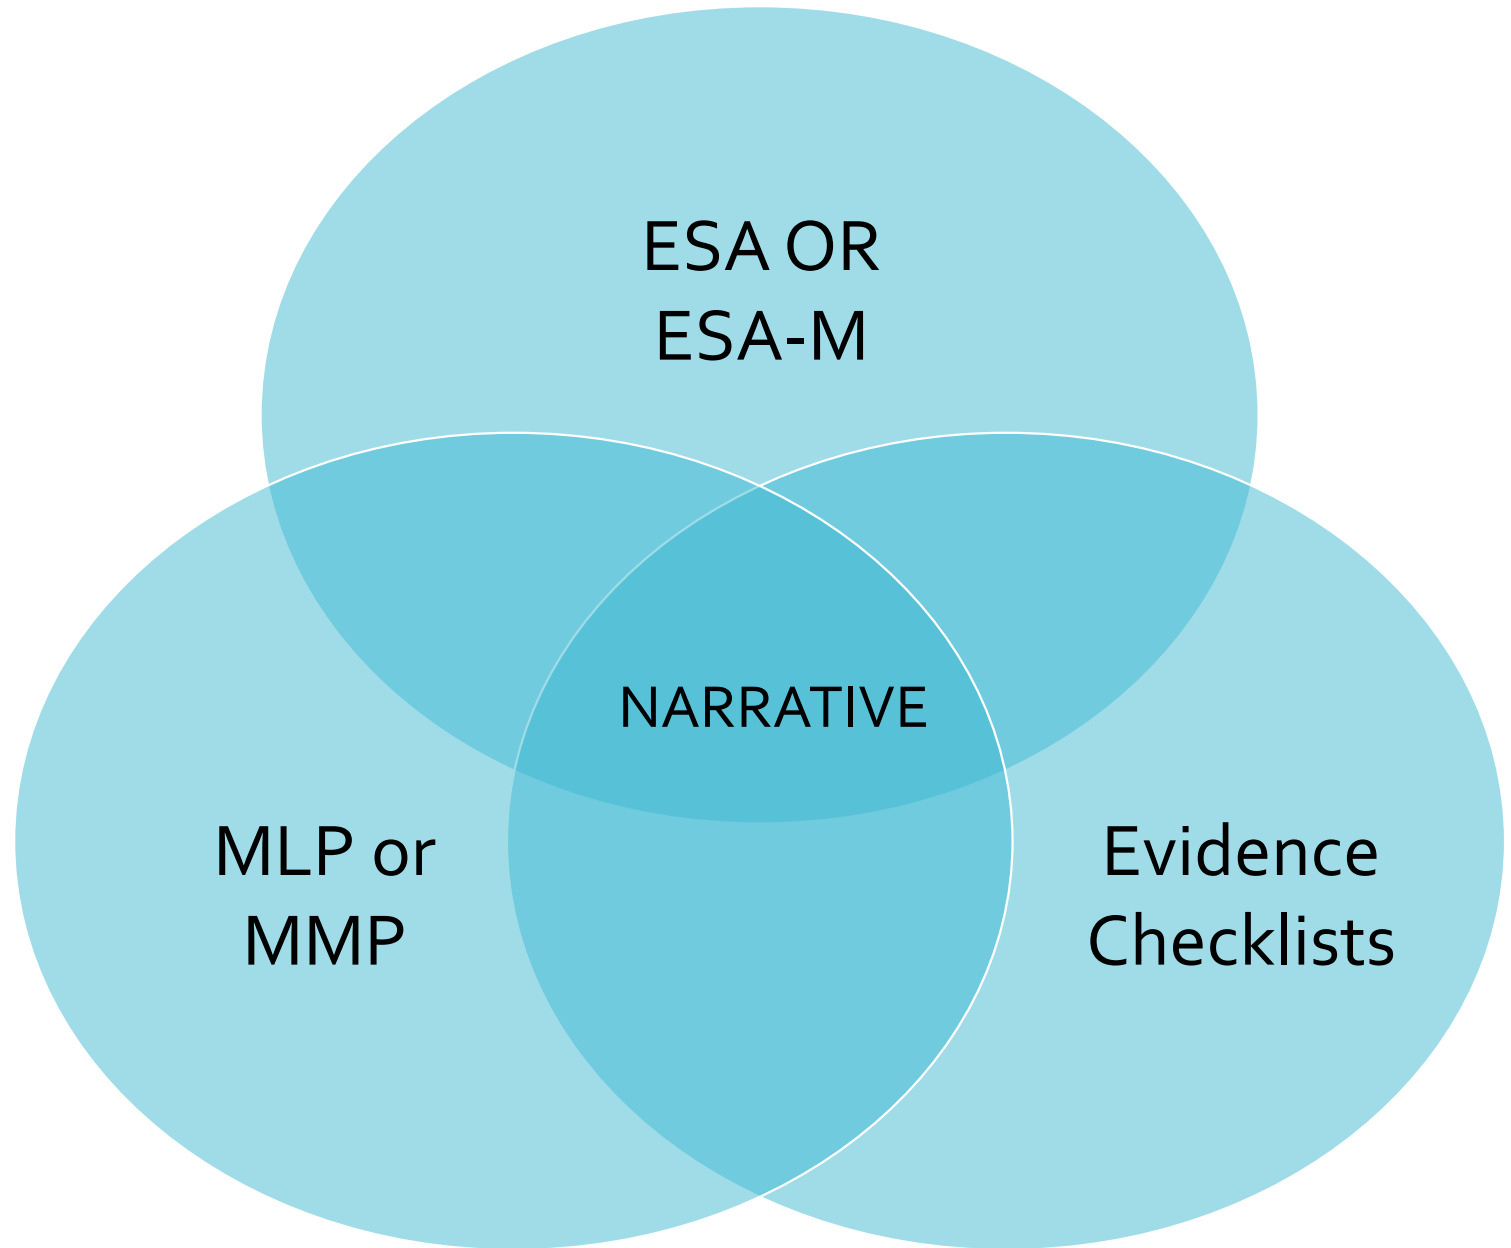 ESA OR
ESA-M
NARRATIVE
MLP or
MMP
Evidence
Checklists